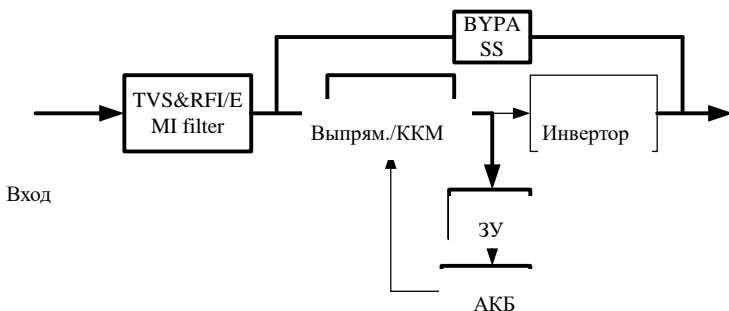 BYPA
SS
TVS&RFI/E
MI filter
Выпрям./ККМ
Инвертор
Вход
ЗУ
АКБ